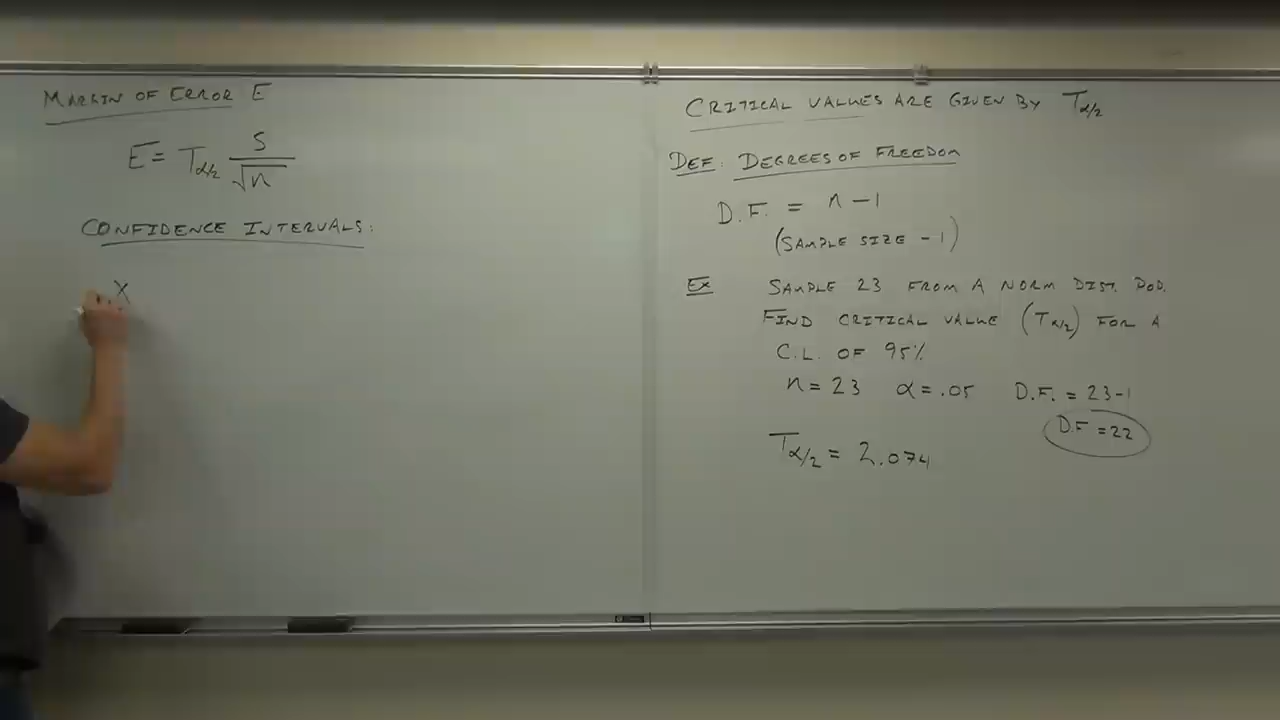 MARGIN OF ERROR E
E = Tα/2 S/√n
CONFIDENCE INTERVALS:
X
CRITICAL VALUES ARE GIVEN BY Tα/2
DEF: DEGREES OF FREEDOM
D.F. = n - 1
(SAMPLE SIZE - 1)
EX SAMPLE 23 FROM A NORM DIST. POP.
FIND CRITICAL VALUE (Tα/2) FOR A
C.L. OF 95%
n = 23 α = .05 D.F. = 23-1
D.F = 22
Tα/2 = 2.074